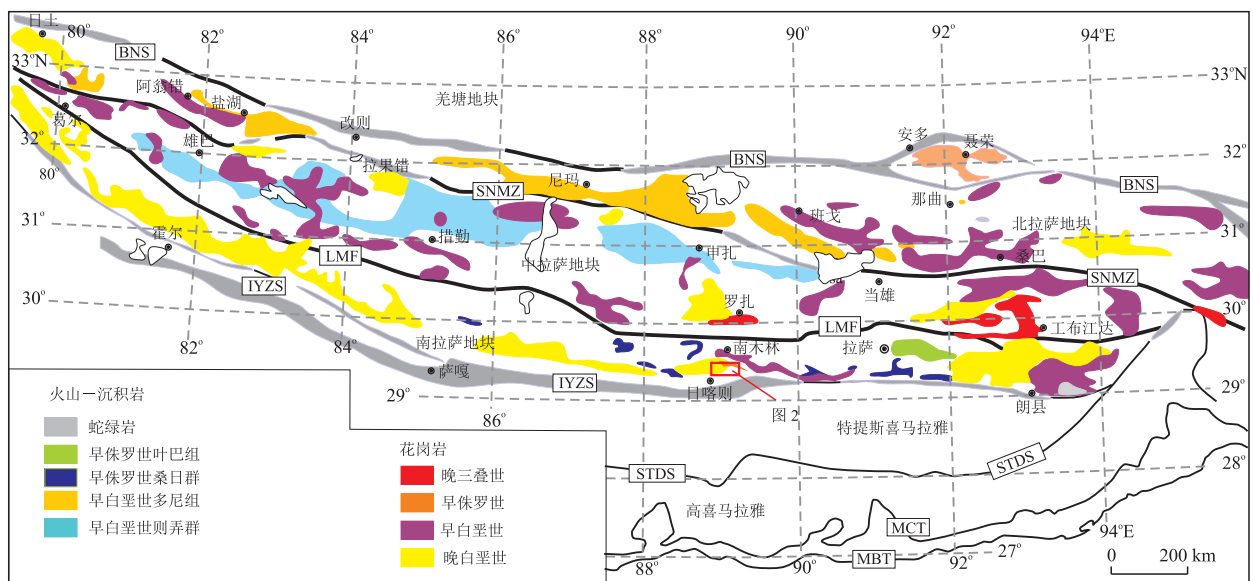 日土
80°
82°
84°
86°
88°
90°
92°
94°E
BNS
33°N
33°N
阿翁错
盐湖
羌塘地块
改则
葛尔
32°
雄巴
拉果错
安多
聂荣
32°
BNS
80°
SNMZ
尼玛
那曲
BNS
31°
霍尔
LMF
措勤
中拉萨地块
申扎
班戈
北拉萨地块
31°
桑巴
IYZS
当雄
SNMZ
30°
罗扎
30°
LMF
工布江达
82°
84°
南拉萨地块
南木林
拉萨
萨嘎
IYZS
日喀则
29°
29°
朗县
86°
图2
特提斯喜马拉雅
火山－沉积岩
蛇绿岩
早侏罗世叶巴组
早侏罗世桑日群
早白垩世多尼组
早白垩世则弄群
花岗岩
晚三叠世
早侏罗世
早白垩世
晚白垩世
STDS
STDS
28°
高喜马拉雅
MCT
94°E
MBT
27°
88°
90°
92°
0
200 km